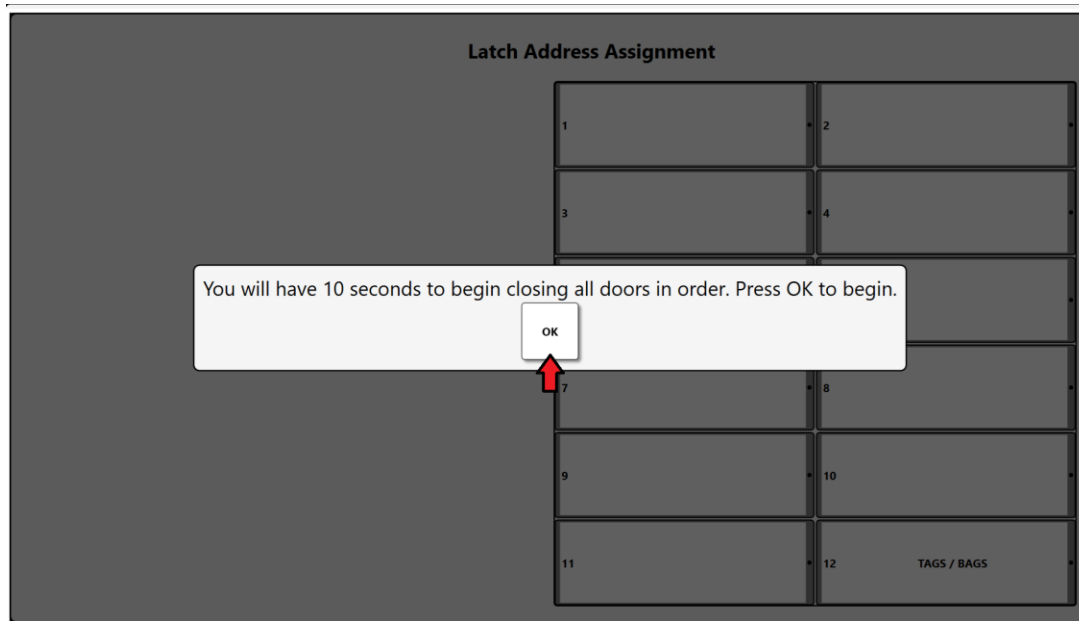 Latch Address Assignment
1
2
3
4
You will have 10 seconds to begin closing all doors in order. Press OK to begin.
OK
7
8
9
10
11
12 TAGS / BAGS